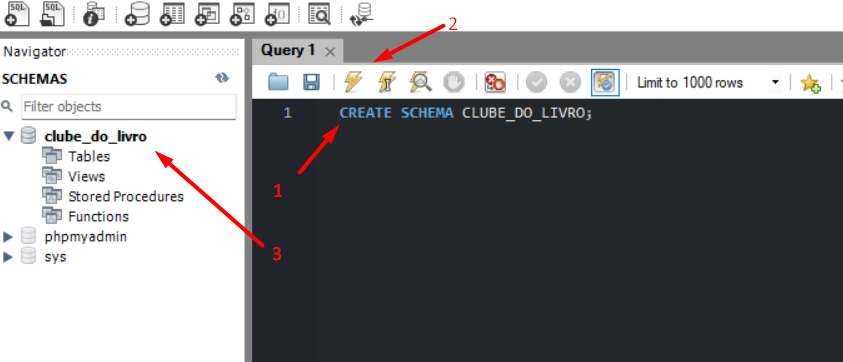 SQL SQL
2
Navigator
Query 1
SCHEMAS
Limit to 1000 rows
Filter objects
1 CREATE SCHEMA CLUBE_DO_LIVRO;
clube_do_livro
Tables
Views
1
Stored Procedures
Functions
phpmyadmin
3
sys